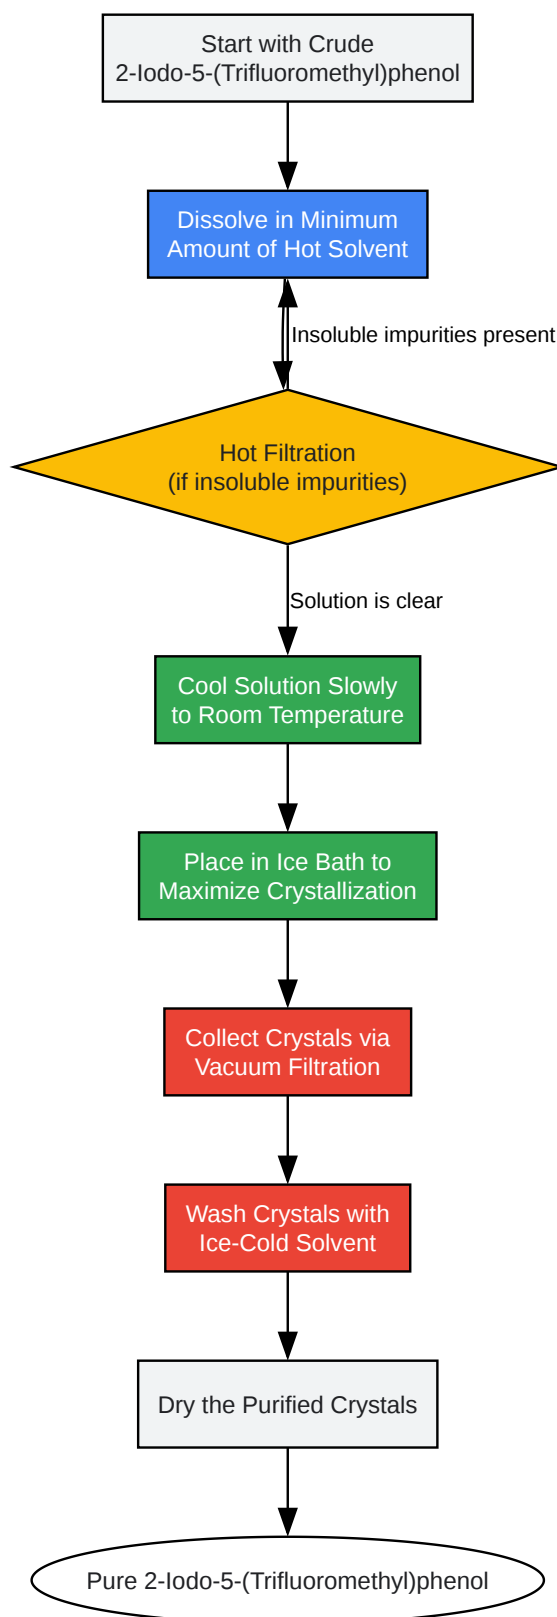 Start with Crude
2-Iodo-5-(Trifluoromethyl)phenol
Dissolve in Minimum
Amount of Hot Solvent
Insoluble impurities present
Hot Filtration
(if insoluble impurities)
Solution is clear
Cool Solution Slowly
to Room Temperature
Place in Ice Bath to
Maximize Crystallization
Collect Crystals via
Vacuum Filtration
Wash Crystals with
Ice-Cold Solvent
Dry the Purified Crystals
Pure 2-Iodo-5-(Trifluoromethyl)phenol